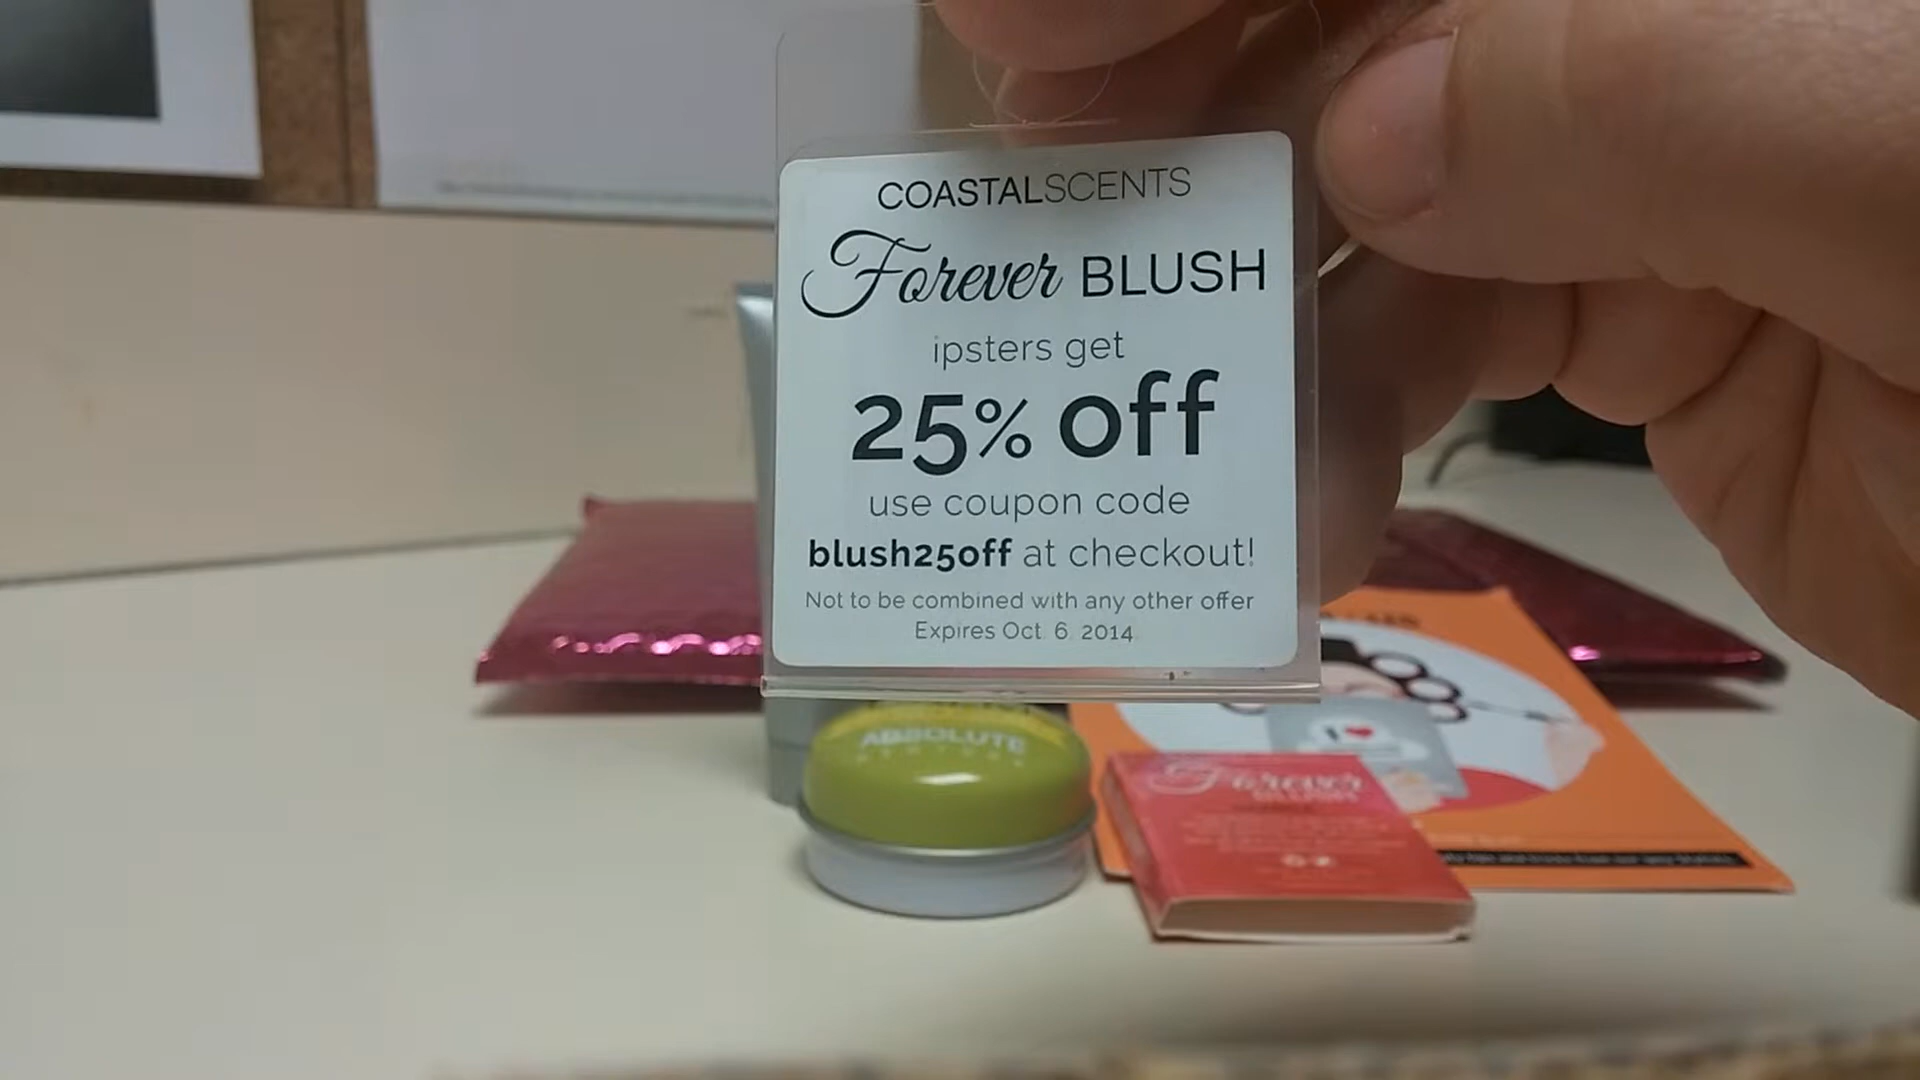 COASTALSCENTS
Forever BLUSH
ipsters get
25% off
use coupon code
blush25off at checkout!
Not to be combined with any other offer
Expires Oct. 6 2014
ABSOLUTE
I
Forever